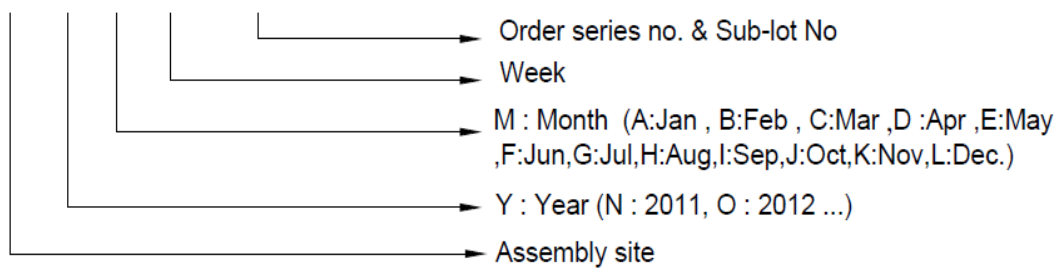 Order series no. & Sub-lot No
Week
M : Month (A:Jan , B:Feb , C:Mar ,D :Apr ,E:May
,F:Jun,G:Jul,H:Aug,I:Sep,J:Oct,K:Nov,L:Dec.)
Y : Year (N : 2011, O : 2012 ...)
Assembly site